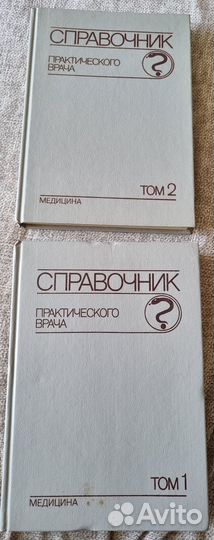 СПРАВОЧНИК
ПРАКТИЧЕСКОГО
ВРАЧА
ТОМ 2
МЕДИЦИНА
СПРАВОЧНИК
ПРАКТИЧЕСКОГО
ВРАЧА
ТОМ 1
МЕДИЦИНА
Avito